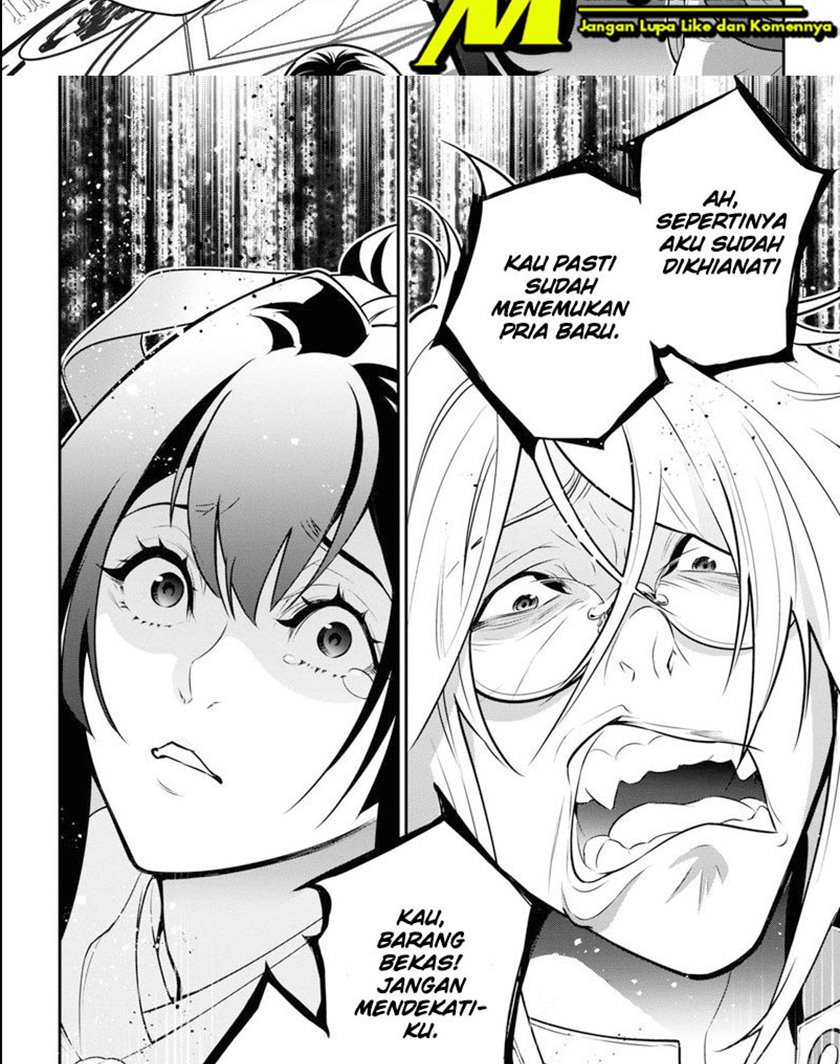 M
Jangan Lupa Like dan Komennya
AH,
SEPERTINYA
AKU SUDAH
DIKHIANATI
KAU PASTI
SUDAH
MENEMUKAN
PRIA BARU.
KAU,
BARANG
BEKAS!
JANGAN
MENDEKATI-
KU.